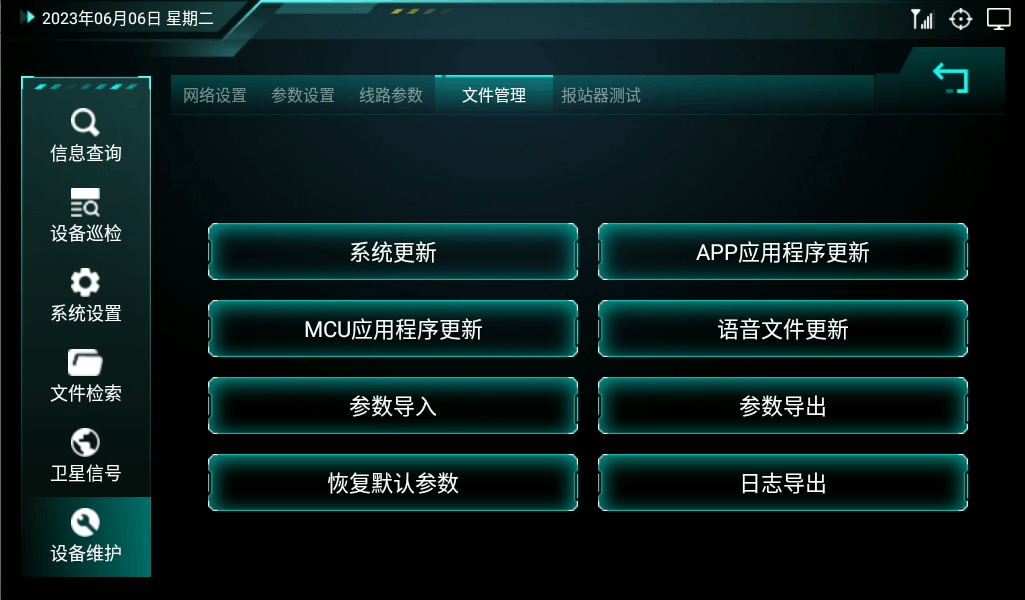 2023年06月06日 星期二
网络设置 参数设置 线路参数 文件管理 报站器测试
信息查询
设备巡检
系统设置
文件检索
卫星信号
设备维护
系统更新 APP应用程序更新
MCU应用程序更新 语音文件更新
参数导入 参数导出
恢复默认参数 日志导出